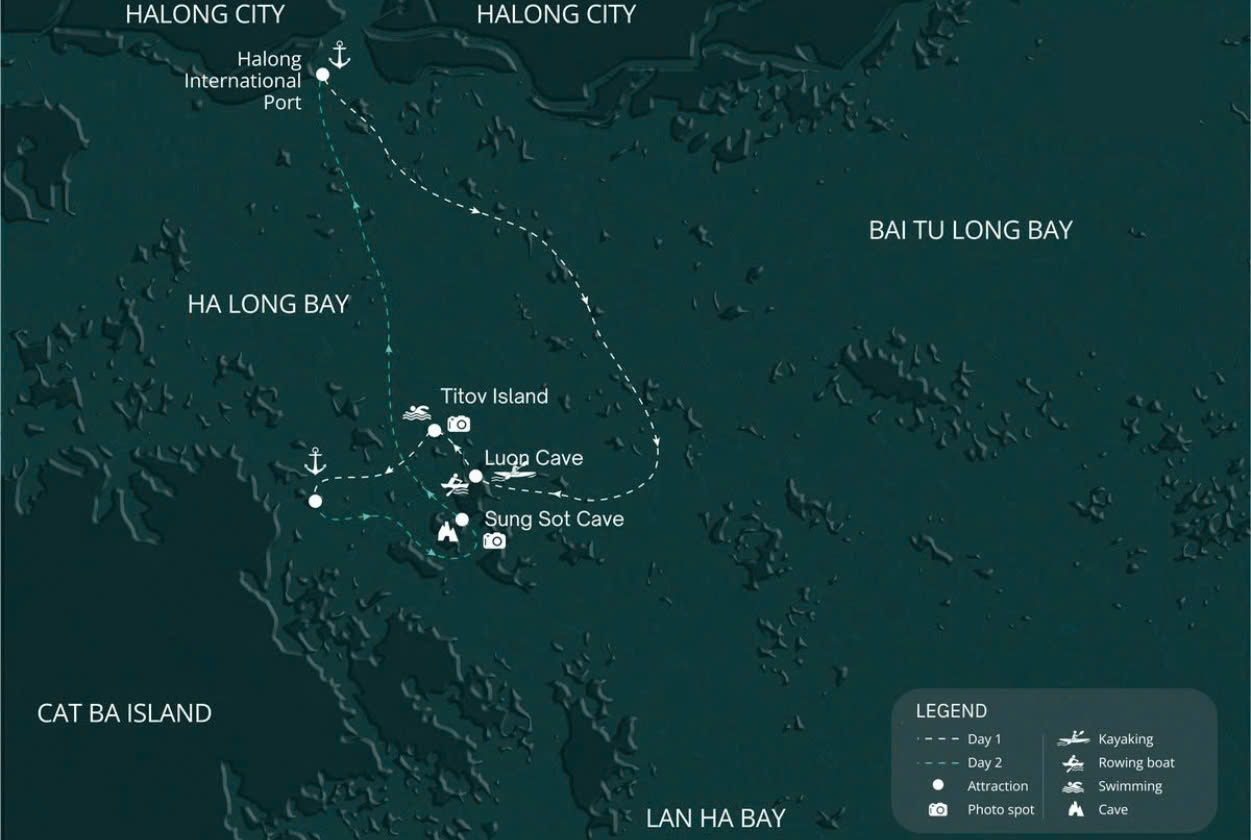 HALONG CITY
HALONG CITY
Halong
International
Port
BAI TU LONG BAY
HA LONG BAY
Titov Island
Luon Cave
Sung Sot Cave
CAT BA ISLAND
LAN HA BAY
LEGEND
Day 1
Day 2
Attraction
Photo spot
Kayaking
Rowing boat
Swimming
Cave